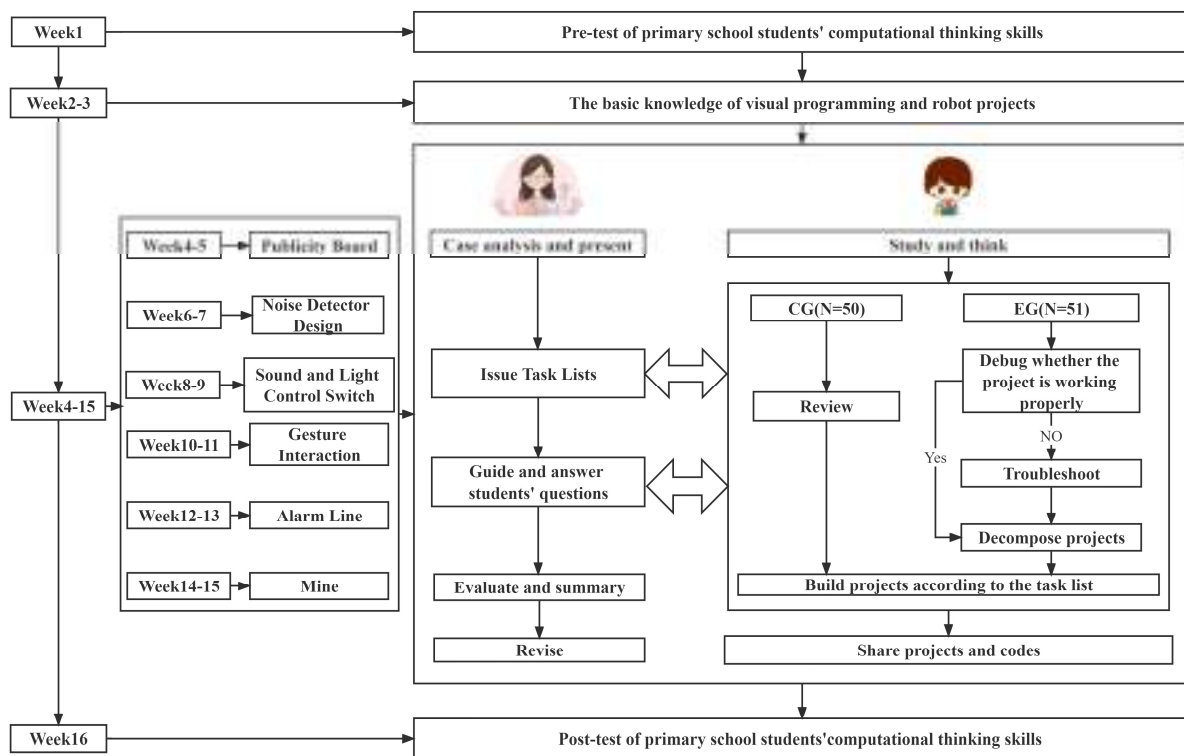 Week1
Pre-test of primary school students' computational thinking skills
Week2-3
The basic knowledge of visual programming and robot projects
Week4-15
Week4-5
Publicity Board
Week6-7
Noise Detector
Design
Week8-9
Sound and Light
Control Switch
Week10-11
Gesture
Interaction
Week12-13
Alarm Line
Week14-15
Mine
Case analysis and present
Issue Task Lists
Guide and answer
students' questions
Evaluate and summary
Revise
Study and think
CG(N=50)
Review
EG(N=51)
Debug whether the
project is working
properly
NO
Yes
Troubleshoot
Decompose projects
Build projects according to the task list
Share projects and codes
Week16
Post-test of primary school students'computational thinking skills